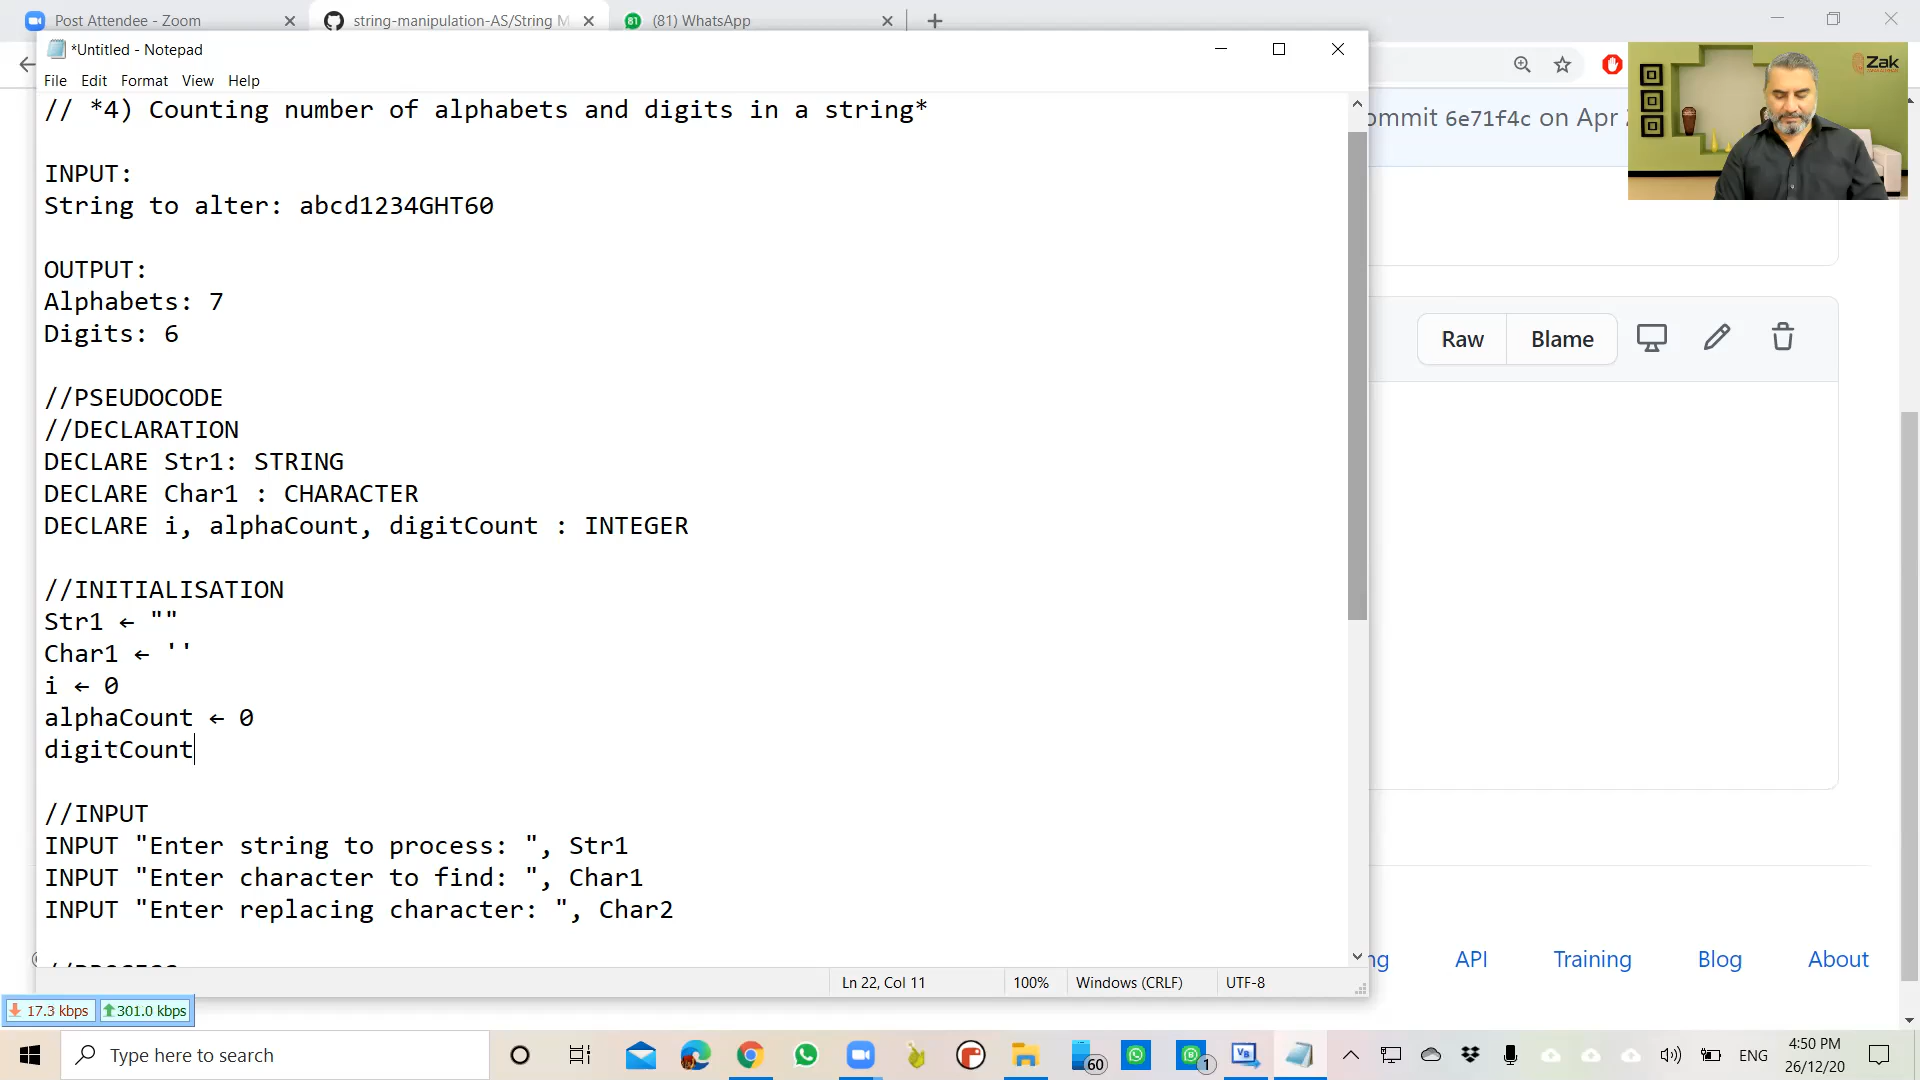 Post Attendee - Zoom
string-manipulation-AS/String M
81 (81) WhatsApp
*Untitled - Notepad
File Edit Format View Help
// *4) Counting number of alphabets and digits in a string*
INPUT:
String to alter: abcd1234GHT60
OUTPUT:
Alphabets: 7
Digits: 6
//PSEUDOCODE
//DECLARATION
DECLARE Str1: STRING
DECLARE Char1 : CHARACTER
DECLARE i, alphaCount, digitCount : INTEGER
//INITIALISATION
Str1 ← ""
Char1 ← ''
i ← 0
alphaCount ← 0
digitCount
//INPUT
INPUT "Enter string to process: ", Str1
INPUT "Enter character to find: ", Char1
INPUT "Enter replacing character: ", Char2
//PROCESS
Ln 22, Col 11
100%
Windows (CRLF)
UTF-8
ommit 6e71f4c on Apr
Zak
Raw
Blame
ng
API
Training
Blog
About
17.3 kbps
301.0 kbps
Type here to search
60
1
ENG
4:50 PM
26/12/20